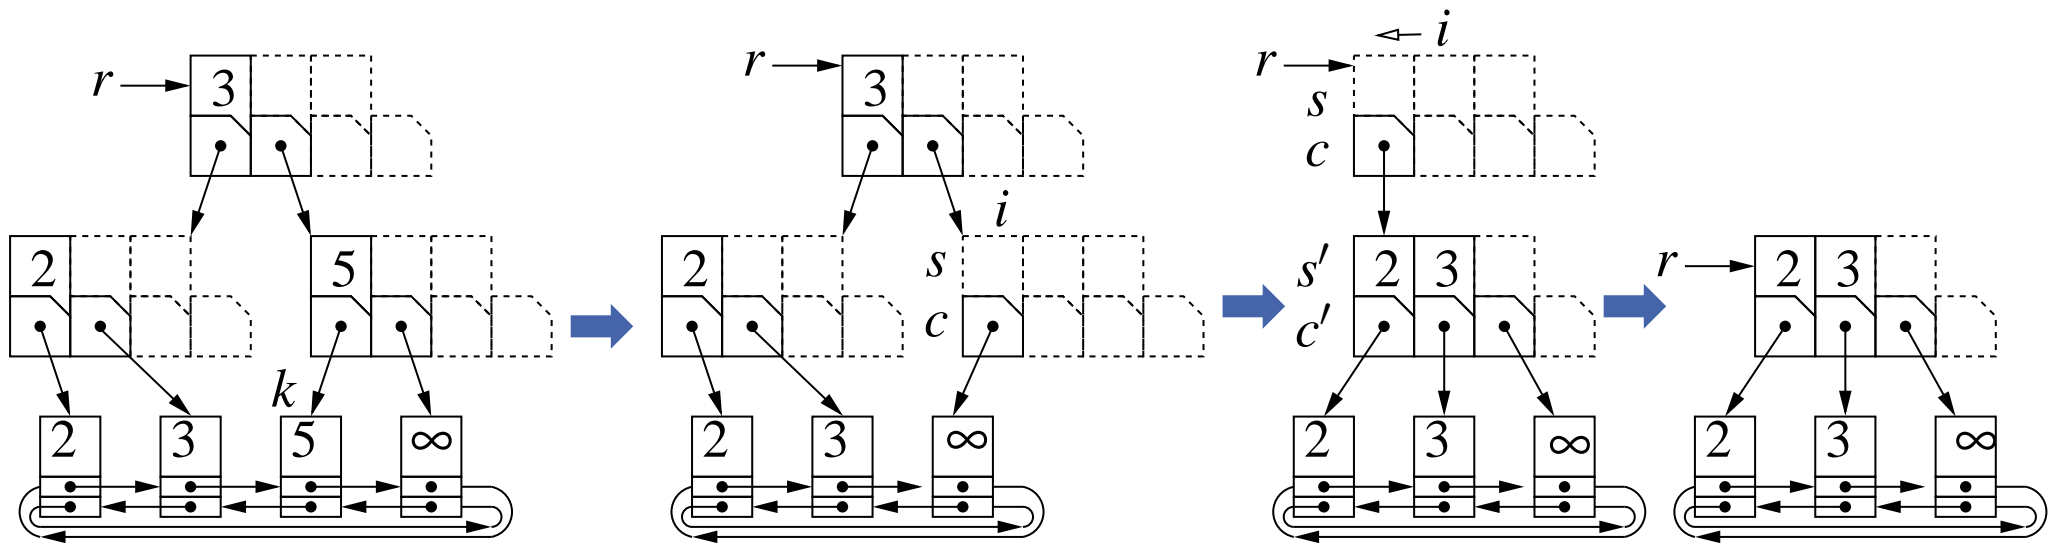 i
r 3 r 3 r
s
c
i
2 5 2 s s′ 2 3 r 2 3
c c′
k
2 3 5 ∞ 2 3 ∞ 2 3 ∞ 2 3 ∞